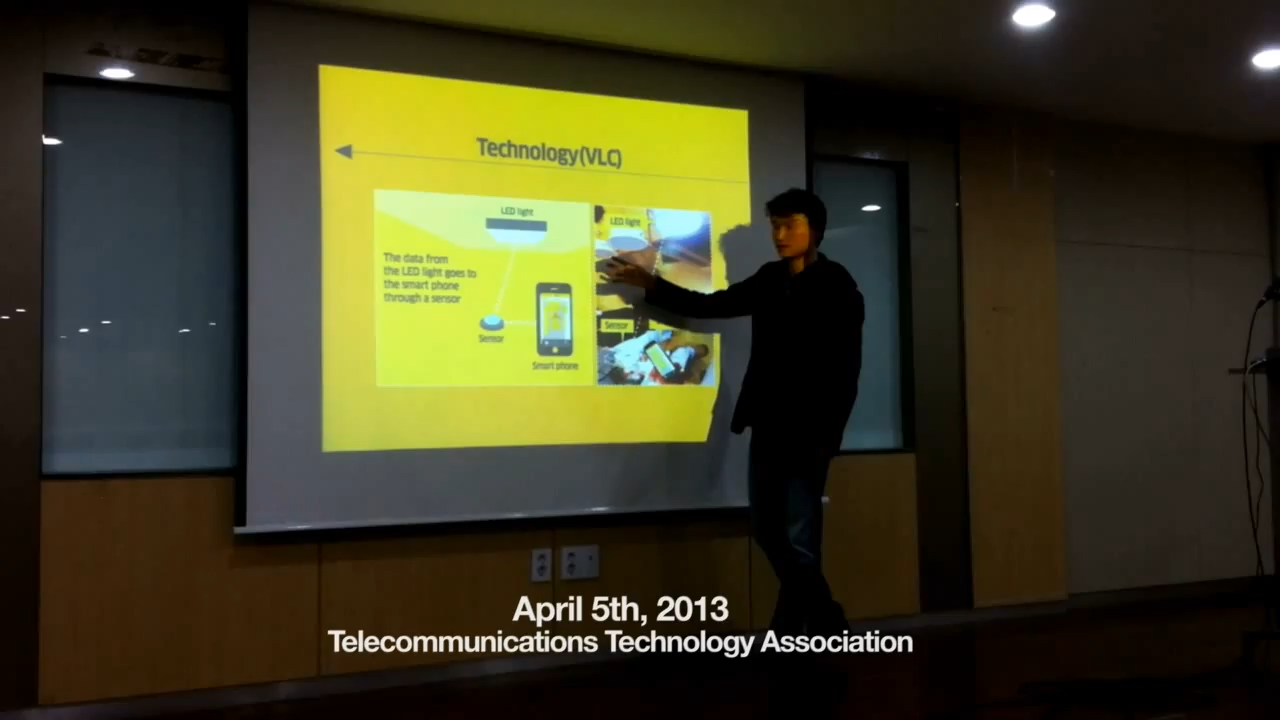 Technology(VLC)
LED light
The data from
the LED light goes to
the smart phone
through a sensor
Sensor
Smart phone
LED light
Sensor
April 5th, 2013
Telecommunications Technology Association